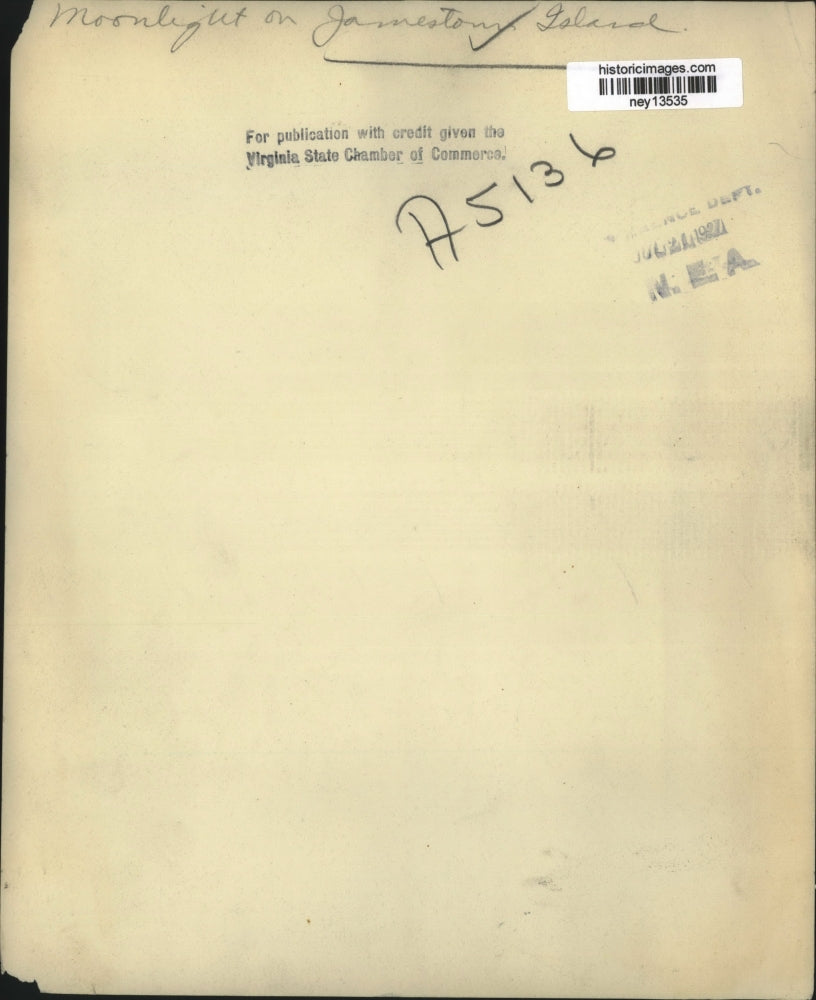 Moonlight on Jamestown Island.
historicimages.com
ney13535
For publication with credit given the
Virginia State Chamber of Commerce.
A5136
DEPT.
N. E. A.